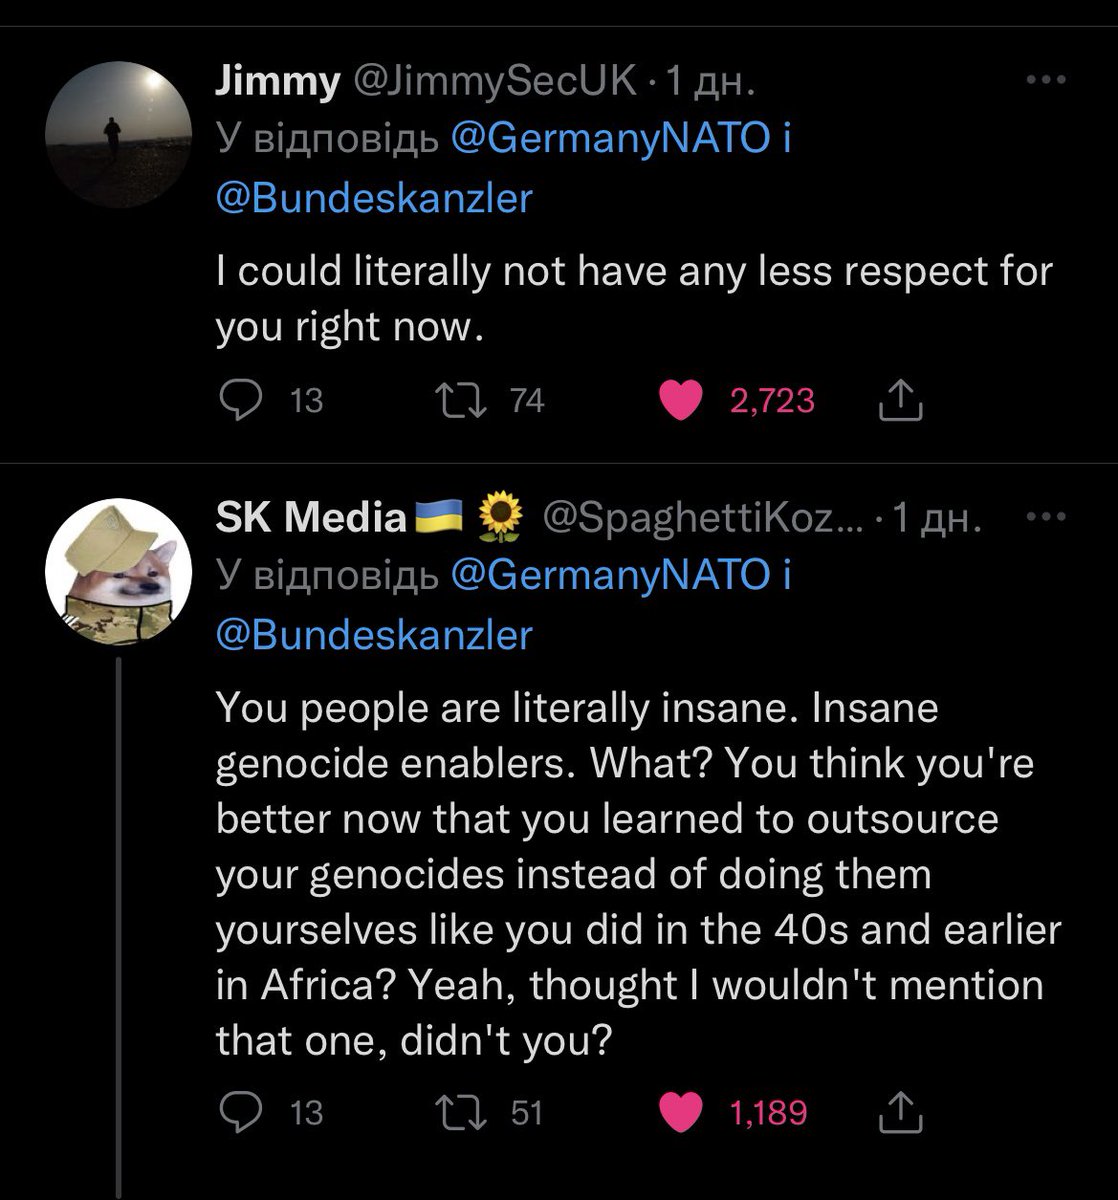 Jimmy @JimmySecUK · 1 дн.
У відповідь @GermanyNATO і
@Bundeskanzler
I could literally not have any less respect for
you right now.
13 74 2,723
SK Media🇺🇦🌻 @SpaghettiKoz... · 1 дн.
У відповідь @GermanyNATO і
@Bundeskanzler
You people are literally insane. Insane
genocide enablers. What? You think you're
better now that you learned to outsource
your genocides instead of doing them
yourselves like you did in the 40s and earlier
in Africa? Yeah, thought I wouldn't mention
that one, didn't you?
13 51 1,189